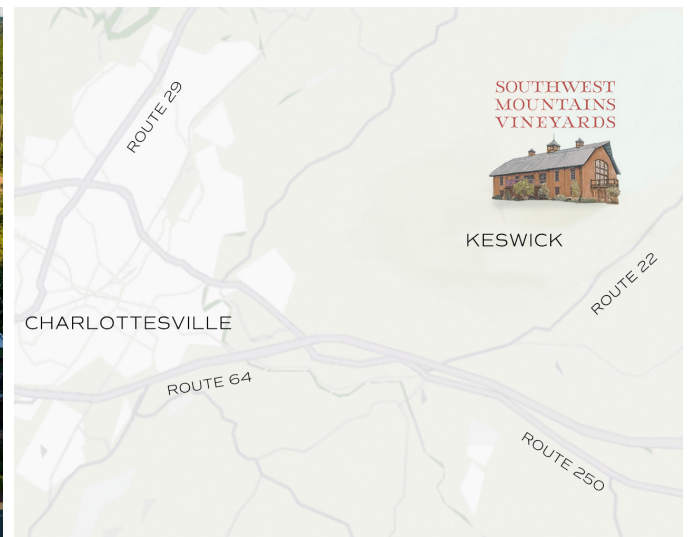 ROUTE 29
SOUTHWEST
MOUNTAINS
VINEYARDS
KESWICK
ROUTE 22
CHARLOTTESVILLE
ROUTE 64
ROUTE 250